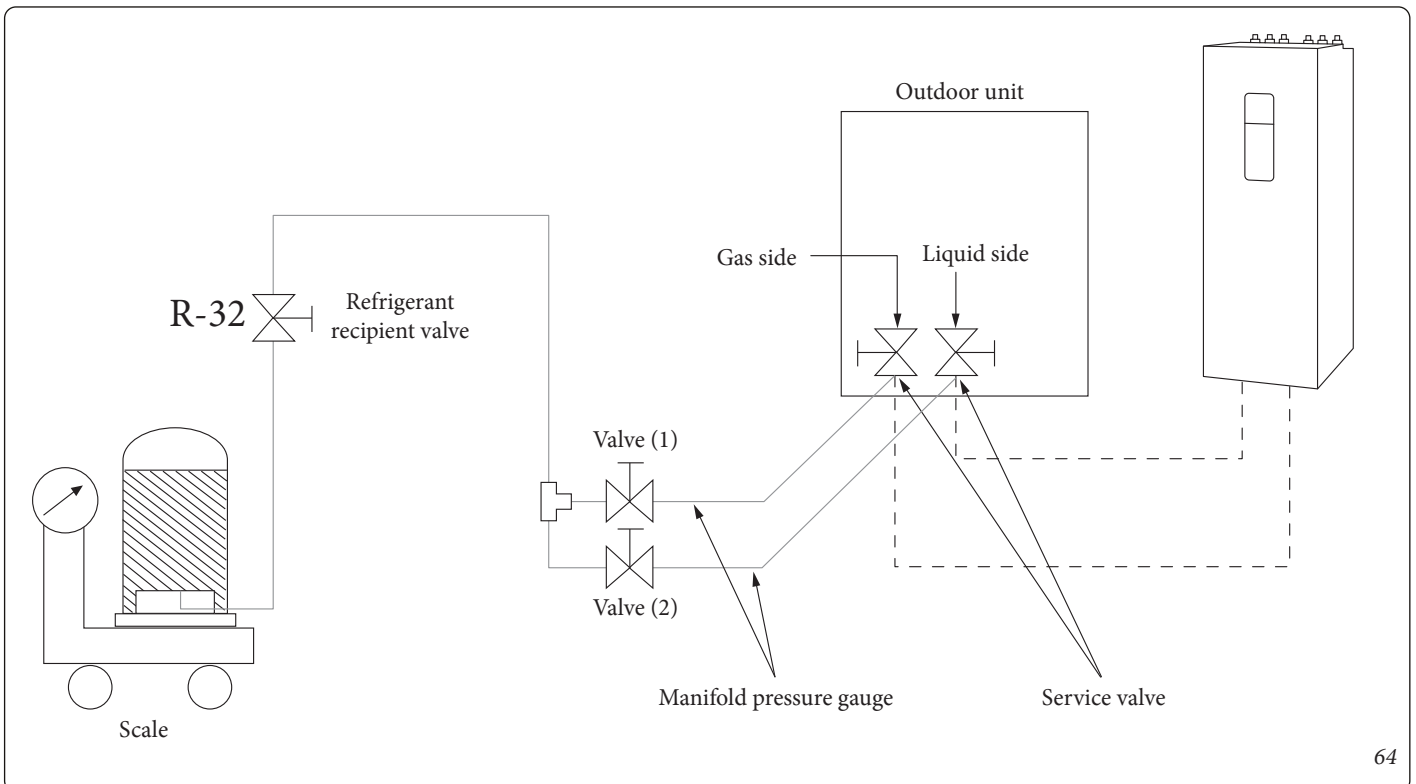 Outdoor unit
Gas side
Liquid side
R-32
Refrigerant
recipient valve
Valve (1)
Valve (2)
Manifold pressure gauge
Service valve
Scale
64